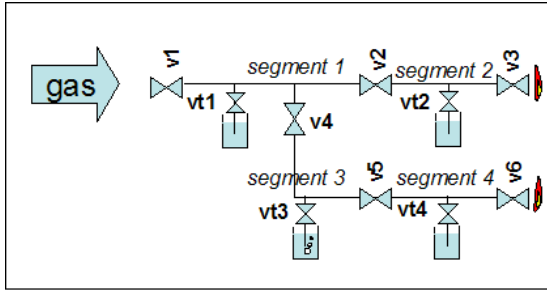 gas
v1
segment 1
v2
segment 2
v3
vt1
v4
vt2
segment 3
v5
segment 4
v6
vt3
vt4